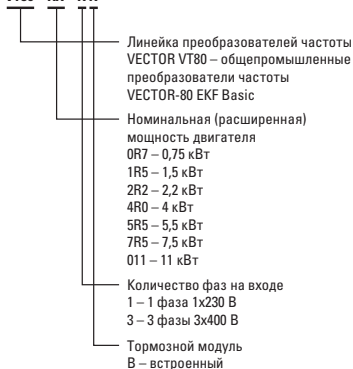 Линейка преобразователей частоты
VECTOR VT80 – общепромышленные
преобразователи частоты
VECTOR-80 EKF Basic
Номинальная (расширенная)
мощность двигателя
0R7 – 0,75 кВт
1R5 – 1,5 кВт
2R2 – 2,2 кВт
4R0 – 4 кВт
5R5 – 5,5 кВт
7R5 – 7,5 кВт
011 – 11 кВт
Количество фаз на входе
1 – 1 фаза 1x230 В
3 – 3 фазы 3x400 В
Тормозной модуль
B – встроенный